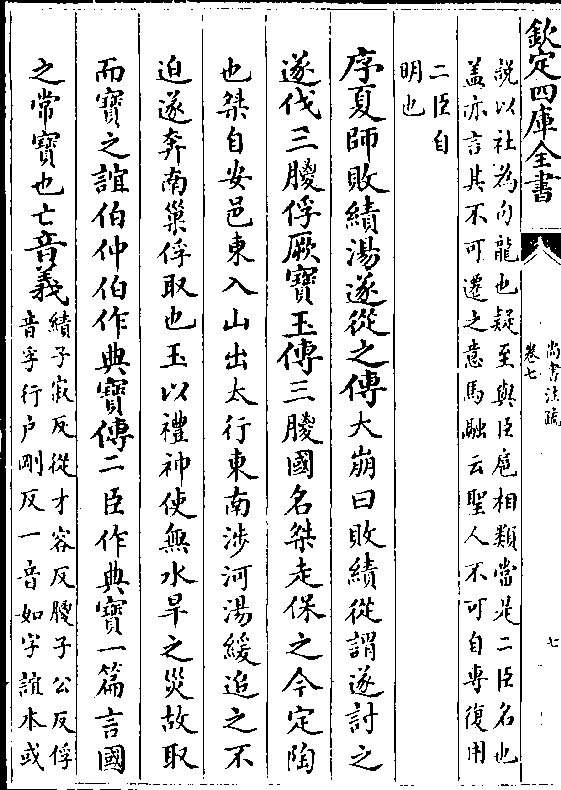 欽定四庫全書
尚書注疏
卷七
七
說以社為句龍也疑至與臣扈相類當是二臣名也
蓋亦言其不可遷之意馬融云聖人不可自專復用
二臣自
明也
序夏師敗績湯遂從之傳大崩曰敗績從謂遂討之
遂伐三朡俘厥寶玉傳三朡國名桀走保之今定陶
也桀自安邑東入山出太行東南涉河湯緩追之不
迫遂奔南巢俘取也玉以禮神使無水旱之災故取
而寶之誼伯仲伯作典寶傳二臣作典寶一篇言國
之常寶也亡音義
績子寂反從才容反朡子公反俘
音孚行户剛反一音如字誼本或